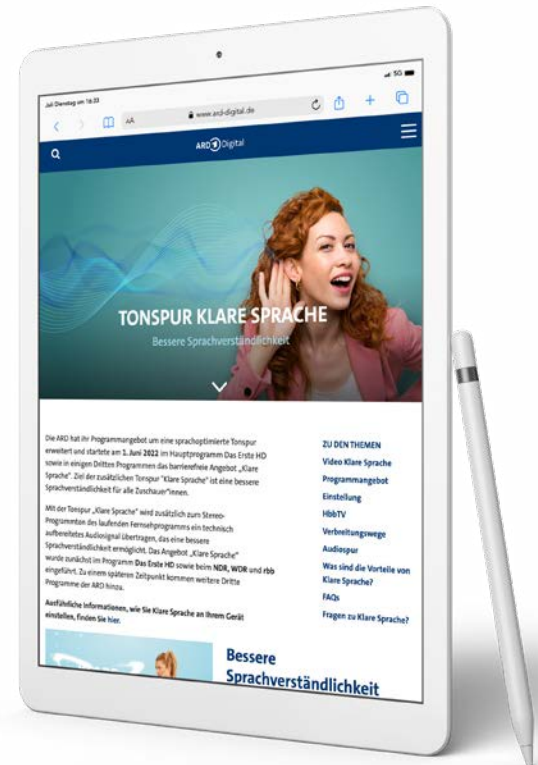 Juli Dienstag um 16:33
5G
AA
www.ard-digital.de
ARD 1 Digital
TONSPUR KLARE SPRACHE
Bessere Sprachverständlichkeit
Die ARD hat ihr Programmangebot um eine sprachoptimierte Tonspur
erweitert und startete am 1. Juni 2022 im Hauptprogramm Das Erste HD
sowie in einigen Dritten Programmen das barrierefreie Angebot „Klare
Sprache". Ziel der zusätzlichen Tonspur "Klare Sprache" ist eine bessere
Sprachverständlichkeit für alle Zuschauer*innen.
Mit der Tonspur „Klare Sprache" wird zusätzlich zum Stereo-
Programmton des laufenden Fernsehprogramms ein technisch
aufbereitetes Audiosignal übertragen, das eine bessere
Sprachverständlichkeit ermöglicht. Das Angebot „Klare Sprache"
wurde zunächst im Programm Das Erste HD sowie beim NDR, WDR und rbb
eingeführt. Zu einem späteren Zeitpunkt kommen weitere Dritte
Programme der ARD hinzu.
Ausführliche Informationen, wie Sie Klare Sprache an Ihrem Gerät
einstellen, finden Sie hier.
ZU DEN THEMEN
Video Klare Sprache
Programmangebot
Einstellung
HbbTV
Verbreitungswege
Audiospur
Was sind die Vorteile von
Klare Sprache?
FAQs
Fragen zu Klare Sprache?
Bessere
Sprachverständlichkeit